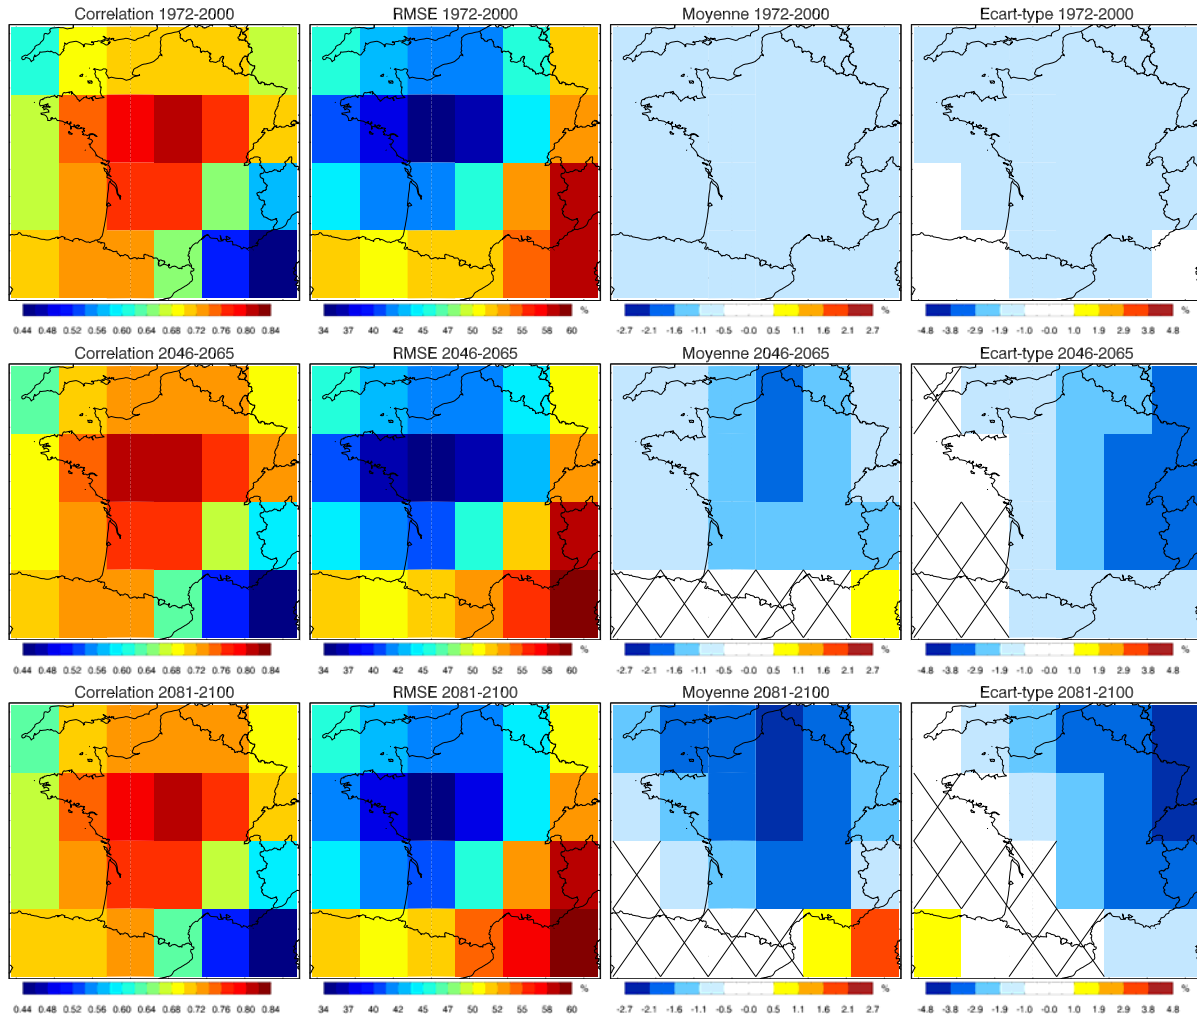 Correlation 1972-2000 RMSE 1972-2000 Moyenne 1972-2000 Ecart-type 1972-2000
0.44 0.48 0.52 0.56 0.60 0.64 0.68 0.72 0.76 0.80 0.84 34 37 40 42 45 47 50 52 55 58 60 % -2.7 -2.1 -1.6 -1.1 -0.5 -0.0 0.5 1.1 1.6 2.1 2.7 % -4.8 -3.8 -2.9 -1.9 -1.0 -0.0 1.0 1.9 2.9 3.8 4.8 %
Correlation 2046-2065 RMSE 2046-2065 Moyenne 2046-2065 Ecart-type 2046-2065
0.44 0.48 0.52 0.56 0.60 0.64 0.68 0.72 0.76 0.80 0.84 34 37 40 42 45 47 50 52 55 58 60 % -2.7 -2.1 -1.6 -1.1 -0.5 -0.0 0.5 1.1 1.6 2.1 2.7 % -4.8 -3.8 -2.9 -1.9 -1.0 -0.0 1.0 1.9 2.9 3.8 4.8 %
Correlation 2081-2100 RMSE 2081-2100 Moyenne 2081-2100 Ecart-type 2081-2100
0.44 0.48 0.52 0.56 0.60 0.64 0.68 0.72 0.76 0.80 0.84 34 37 40 42 45 47 50 52 55 58 60 % -2.7 -2.1 -1.6 -1.1 -0.5 -0.0 0.5 1.1 1.6 2.1 2.7 % -4.8 -3.8 -2.9 -1.9 -1.0 -0.0 1.0 1.9 2.9 3.8 4.8 %